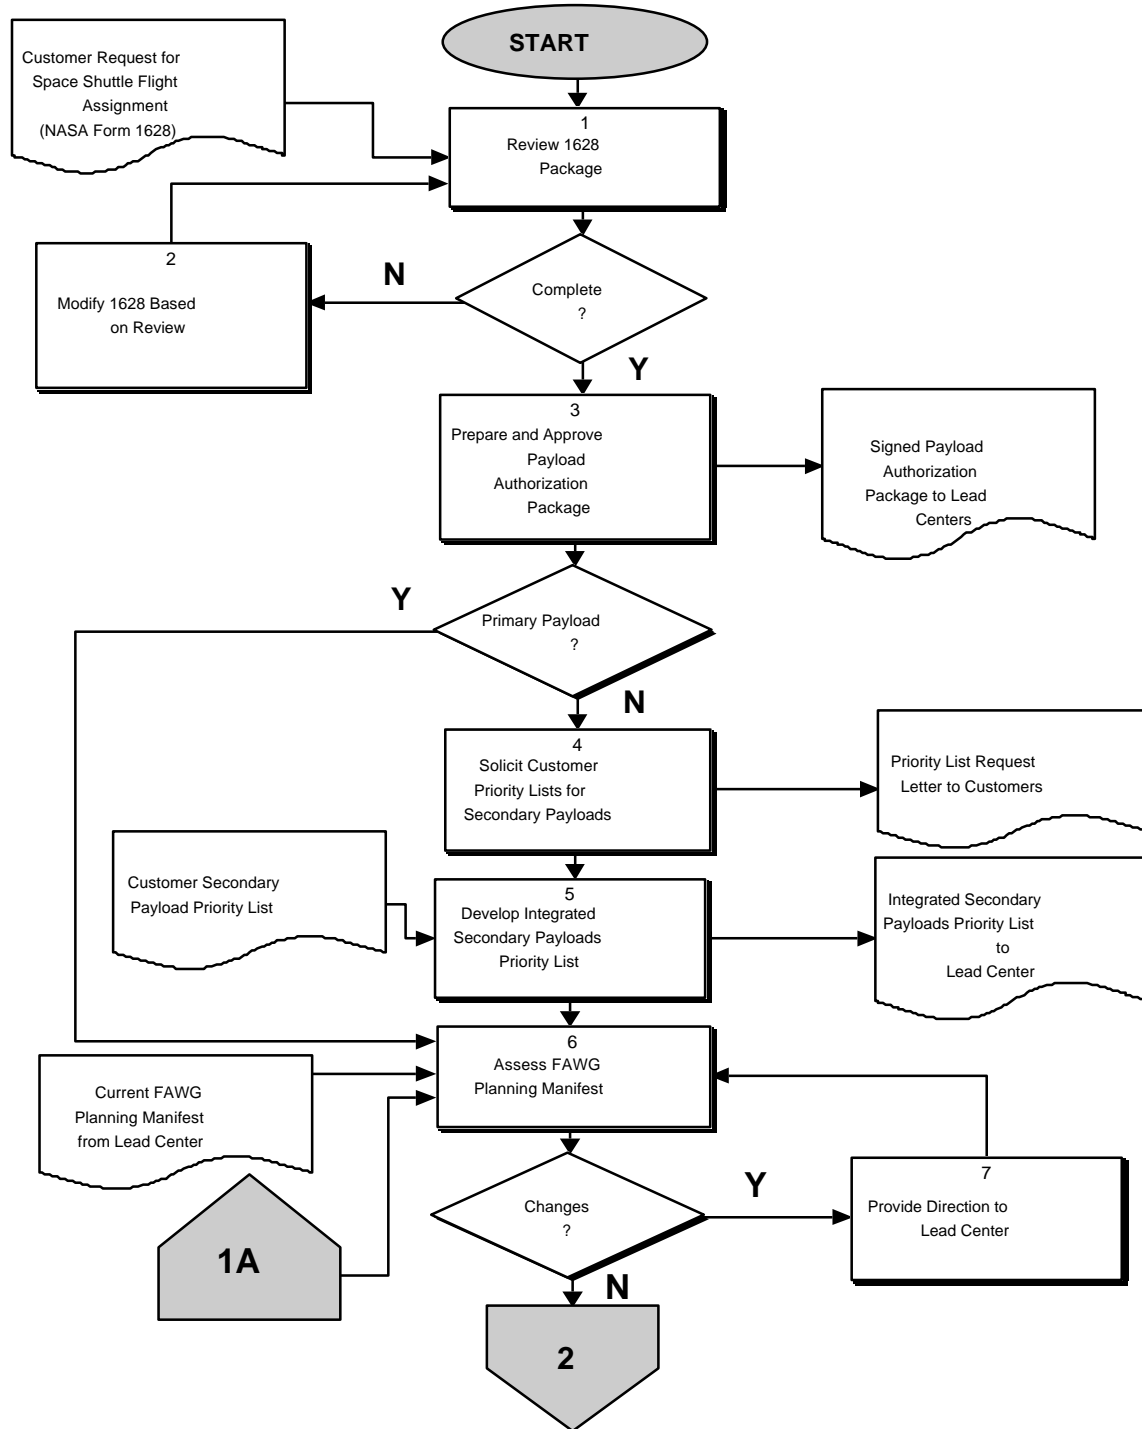 START
Customer Request for
Space Shuttle Flight
Assignment
(NASA Form 1628)
1
Review 1628
Package
2
Modify 1628 Based
on Review
N
Complete
?
Y
3
Prepare and Approve
Payload
Authorization
Package
Signed Payload
Authorization
Package to Lead
Centers
Y
Primary Payload
?
N
4
Solicit Customer
Priority Lists for
Secondary Payloads
Priority List Request
Letter to Customers
Customer Secondary
Payload Priority List
5
Develop Integrated
Secondary Payloads
Priority List
Integrated Secondary
Payloads Priority List
to
Lead Center
6
Assess FAWG
Planning Manifest
Current FAWG
Planning Manifest
from Lead Center
Changes
?
Y
7
Provide Direction to
Lead Center
1A
N
2